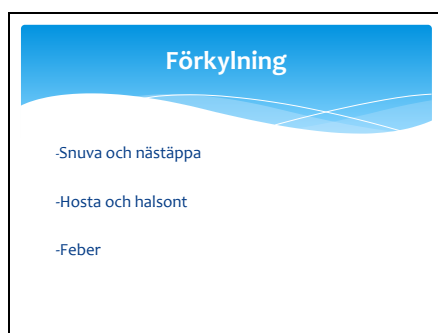 Förkylning
-Snuva och nästäppa
-Hosta och halsont
-Feber